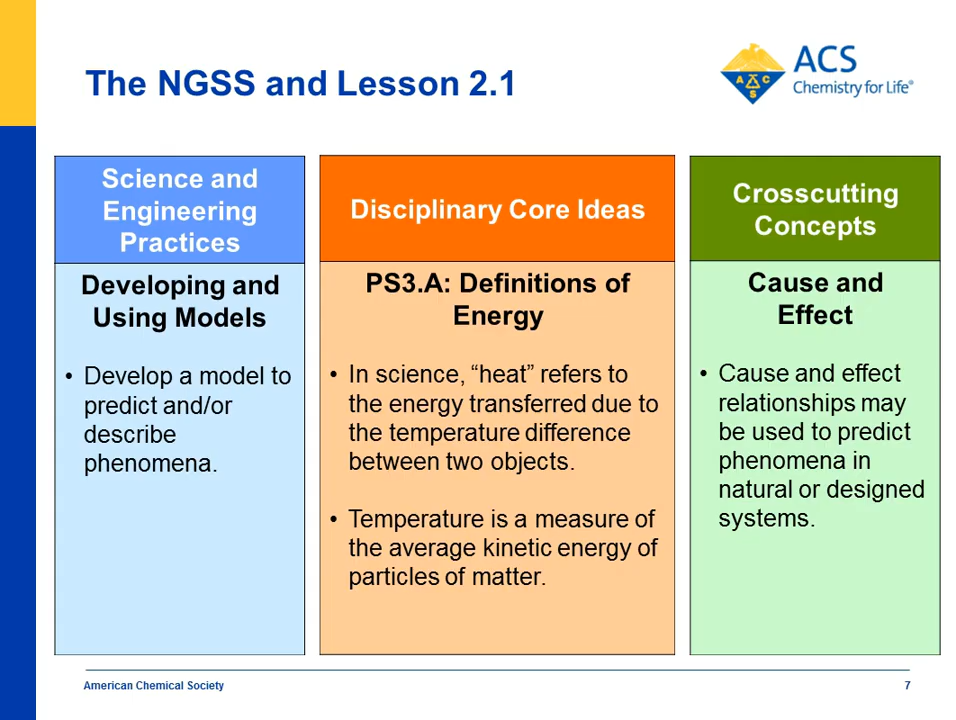 The NGSS and Lesson 2.1
A C S
ACS
Chemistry for Life®
Science and
Engineering
Practices
Developing and
Using Models
• Develop a model to
predict and/or
describe
phenomena.
Disciplinary Core Ideas
PS3.A: Definitions of
Energy
• In science, “heat” refers to
the energy transferred due to
the temperature difference
between two objects.
• Temperature is a measure of
the average kinetic energy of
particles of matter.
Crosscutting
Concepts
Cause and
Effect
• Cause and effect
relationships may
be used to predict
phenomena in
natural or designed
systems.
American Chemical Society
7